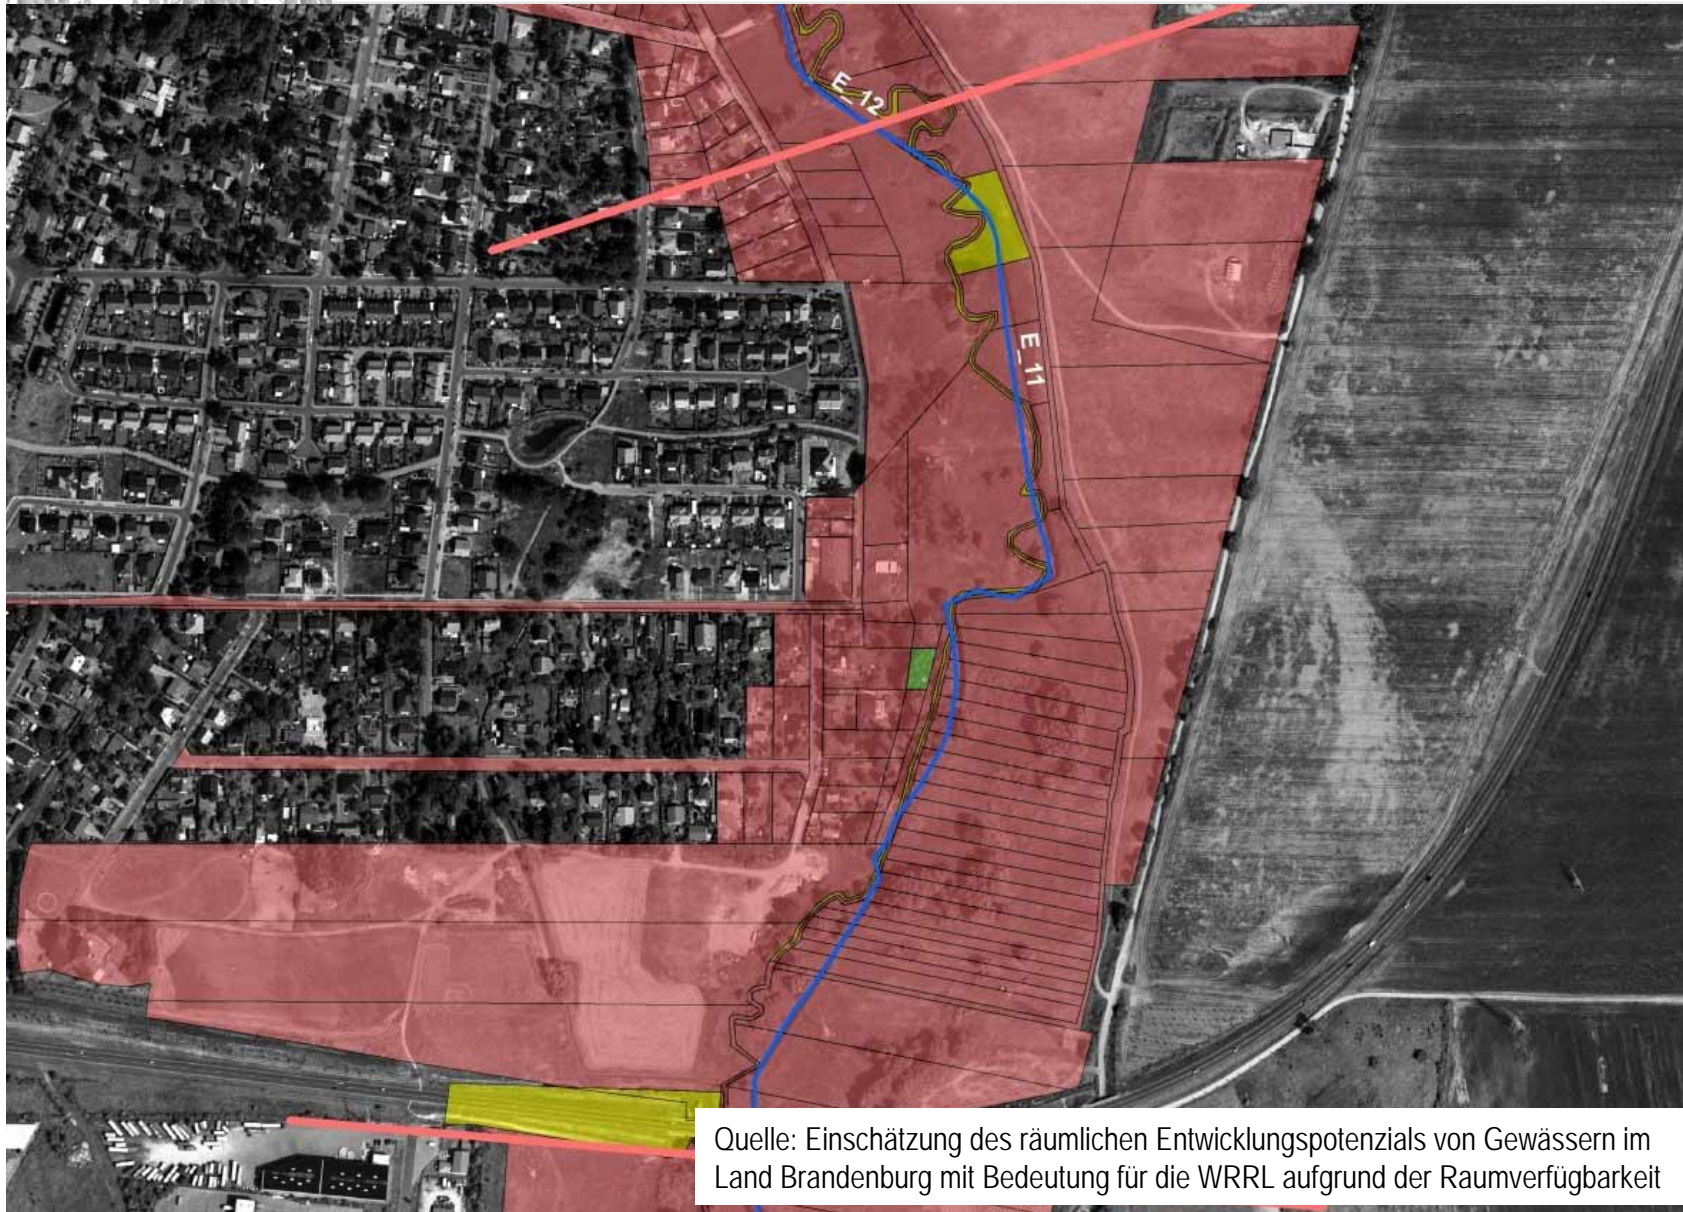 E_12
E_11
Quelle: Einschätzung des räumlichen Entwicklungspotenzials von Gewässern im
Land Brandenburg mit Bedeutung für die WRRL aufgrund der Raumverfügbarkeit